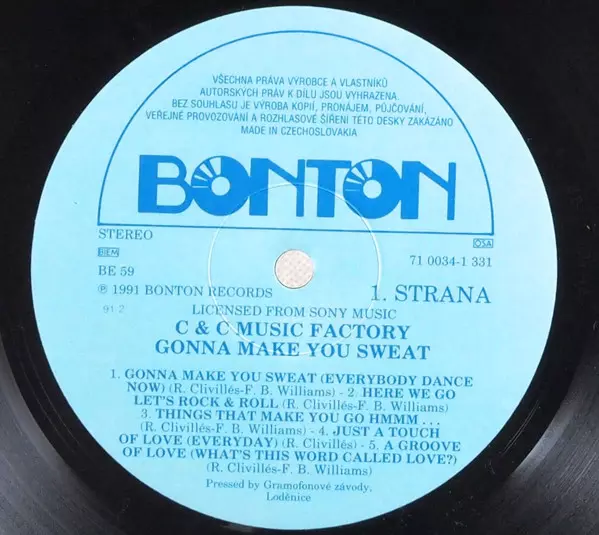 VŠECHNA PRÁVA VÝROBCE A VLASTNÍKŮ
AUTORSKÝCH PRÁV K DÍLU JSOU VYHRAZENA.
BEZ SOUHLASU JE VÝROBA KOPIÍ, PRONÁJEM, PŮJČOVÁNÍ,
VEŘEJNÉ PROVOZOVÁNÍ A ROZHLASOVÉ ŠÍŘENÍ TÉTO DESKY ZAKÁZÁNO
MADE IN CZECHOSLOVAKIA
BONTON
STEREO
BIEM
OSA
BE 59
71 0034-1 331
℗ 1991 BONTON RECORDS
1. STRANA
91 2
LICENSED FROM SONY MUSIC
C & C MUSIC FACTORY
GONNA MAKE YOU SWEAT
1. GONNA MAKE YOU SWEAT (EVERYBODY DANCE
NOW) (R. Clivillés-F. B. Williams) - 2. HERE WE GO
LET'S ROCK & ROLL (R. Clivillés-F. B. Williams)
3. THINGS THAT MAKE YOU GO HMMM . . .
(R. Clivillés-F. B. Williams) - 4. JUST A TOUCH
OF LOVE (EVERYDAY) (R. Clivillés) - 5. A GROOVE
OF LOVE (WHAT'S THIS WORD CALLED LOVE?)
(R. Clivillés-F. B. Williams)
Pressed by Gramofonové závody,
Loděnice